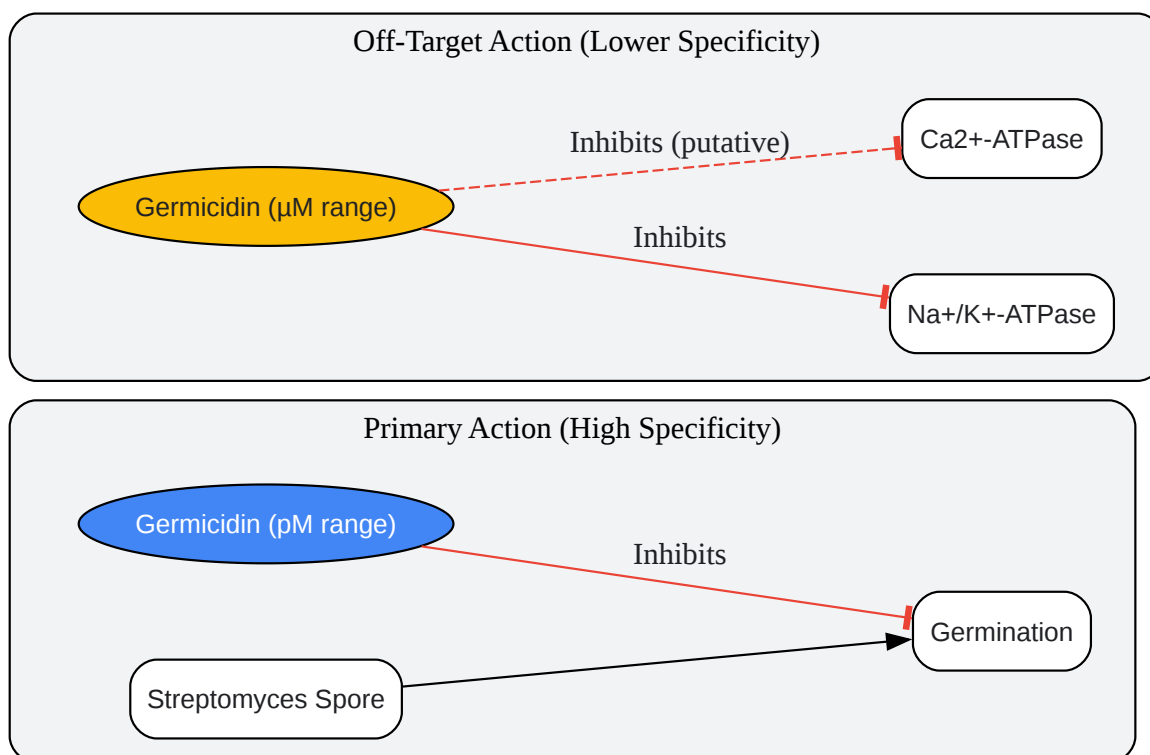 Off-Target Action (Lower Specificity)
Inhibits (putative)
Ca2+-ATPase
Germicidin (µM range)
Inhibits
Na+/K+-ATPase
Primary Action (High Specificity)
Germicidin (pM range)
Inhibits
Germination
Streptomyces Spore